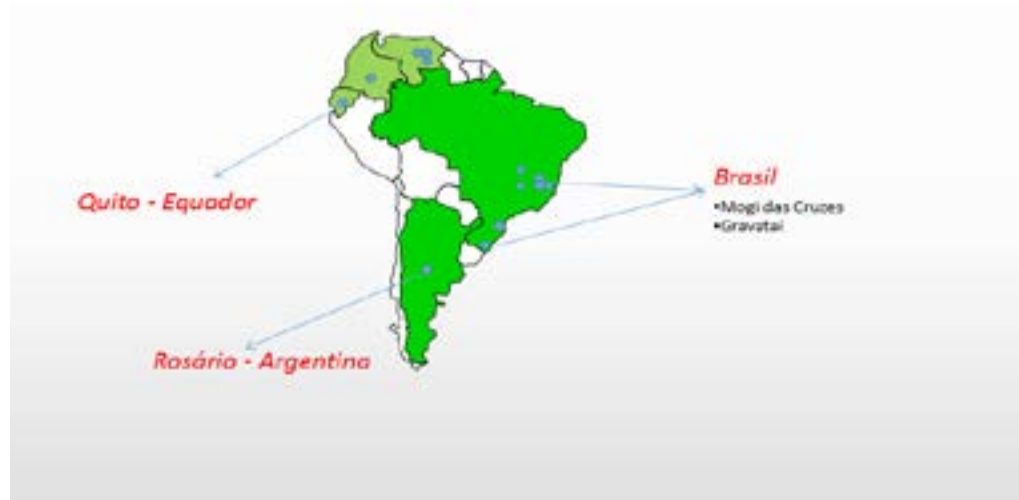 Quito - Equador
Brasil
•Mogi das Cruzes
•Gravatai
Rosário - Argentina